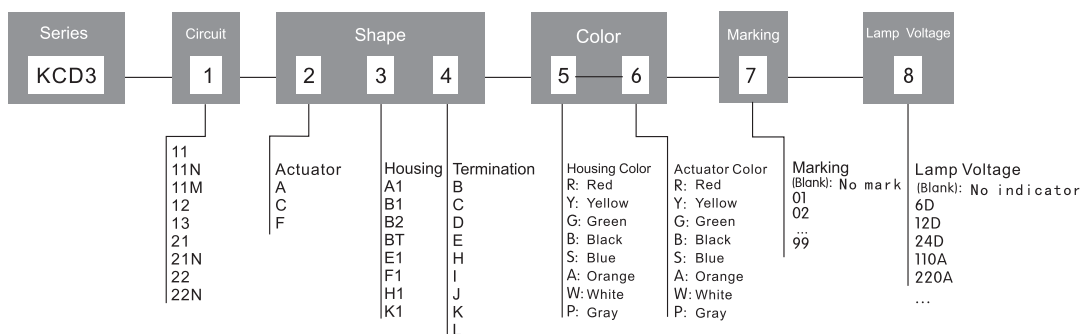 Series
KCD3
Circuit
1
Shape
2
3
4
Color
5
6
Marking
7
Lamp Voltage
8
11
11N
11M
12
13
21
21N
22
22N
Actuator
A
C
F
Housing
A1
B1
B2
BT
E1
F1
H1
K1
Termination
B
C
D
E
H
I
J
K
Housing Color
R: Red
Y: Yellow
G: Green
B: Black
S: Blue
A: Orange
W: White
P: Gray
Actuator Color
R: Red
Y: Yellow
G: Green
B: Black
S: Blue
A: Orange
W: White
P: Gray
Marking
(Blank): No mark
01
02
...
99
Lamp Voltage
(Blank): No indicator
6D
12D
24D
110A
220A
...